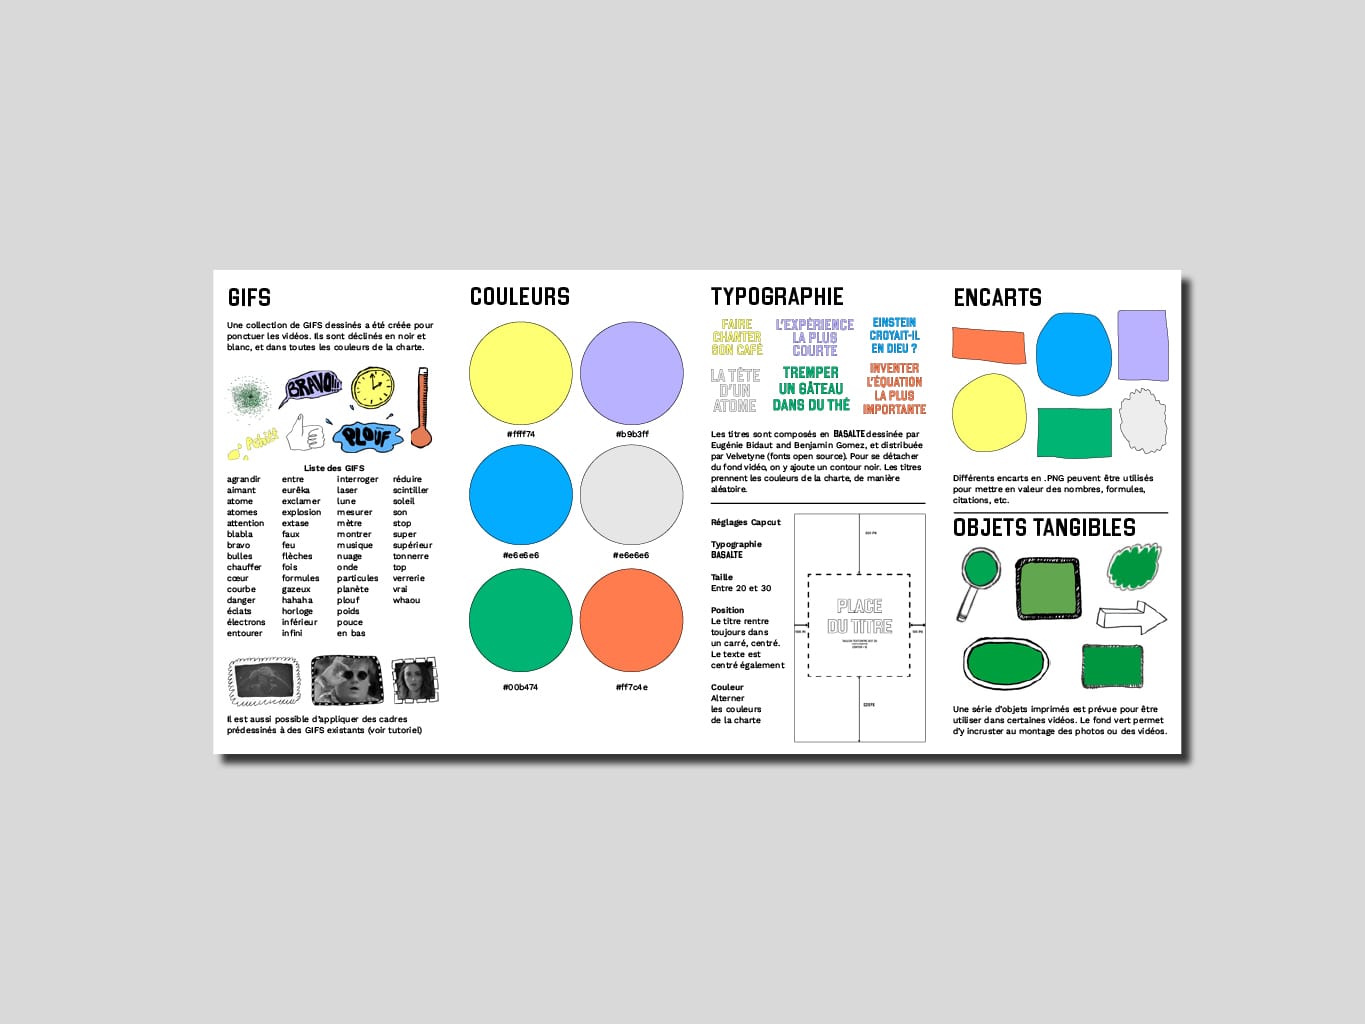 GIFS
Une collection de GIFS dessinés a été créée pour
ponctuer les vidéos. Ils sont déclinés en noir et
blanc, et dans toutes les couleurs de la charte.
BRAVO!!!
Pchiit
PLOUF
Liste des GIFS
agrandir
aimant
atome
atomes
attention
blabla
bravo
bulles
chauffer
cœur
courbe
danger
éclats
électrons
entourer
entre
eurêka
exclamer
explosion
extase
faux
feu
flèches
fois
formules
gazeux
hahaha
horloge
inférieur
infini
interroger
laser
lune
mesurer
mètre
montrer
musique
nuage
onde
particules
planète
plouf
poids
pouce
en bas
réduire
scintiller
soleil
son
stop
super
supérieur
tonnerre
top
verrerie
vrai
whaou
Il est aussi possible d'appliquer des cadres
prédessinés à des GIFS existants (voir tutoriel)
COULEURS
#ffff74
#b9b3ff
#e6e6e6
#e6e6e6
#00b474
#ff7c4e
TYPOGRAPHIE
FAIRE
CHANTER
SON CAFÉ
L'EXPÉRIENCE
LA PLUS
COURTE
EINSTEIN
CROYAIT-IL
EN DIEU ?
LA TÊTE
D'UN
ATOME
TREMPER
UN GÂTEAU
DANS DU THÉ
INVENTER
L'ÉQUATION
LA PLUS
IMPORTANTE
Les titres sont composés en BASALTE dessinée par
Eugénie Bidaut and Benjamin Gomez, et distribuée
par Velvetyne (fonts open source). Pour se détacher
du fond vidéo, on y ajoute un contour noir. Les titres
prennent les couleurs de la charte, de manière
aléatoire.
Réglages Capcut
Typographie
BASALTE
Taille
Entre 20 et 30
Position
Le titre rentre
toujours dans
un carré, centré.
Le texte est
centré également
Couleur
Alterner
les couleurs
de la charte
PLACE
DU TITRE
ENCARTS
Différents encarts en .PNG peuvent être utilisés
pour mettre en valeur des nombres, formules,
citations, etc.
OBJETS TANGIBLES
Une série d'objets imprimés est prévue pour être
utiliser dans certaines vidéos. Le fond vert permet
d'y incruster au montage des photos ou des vidéos.